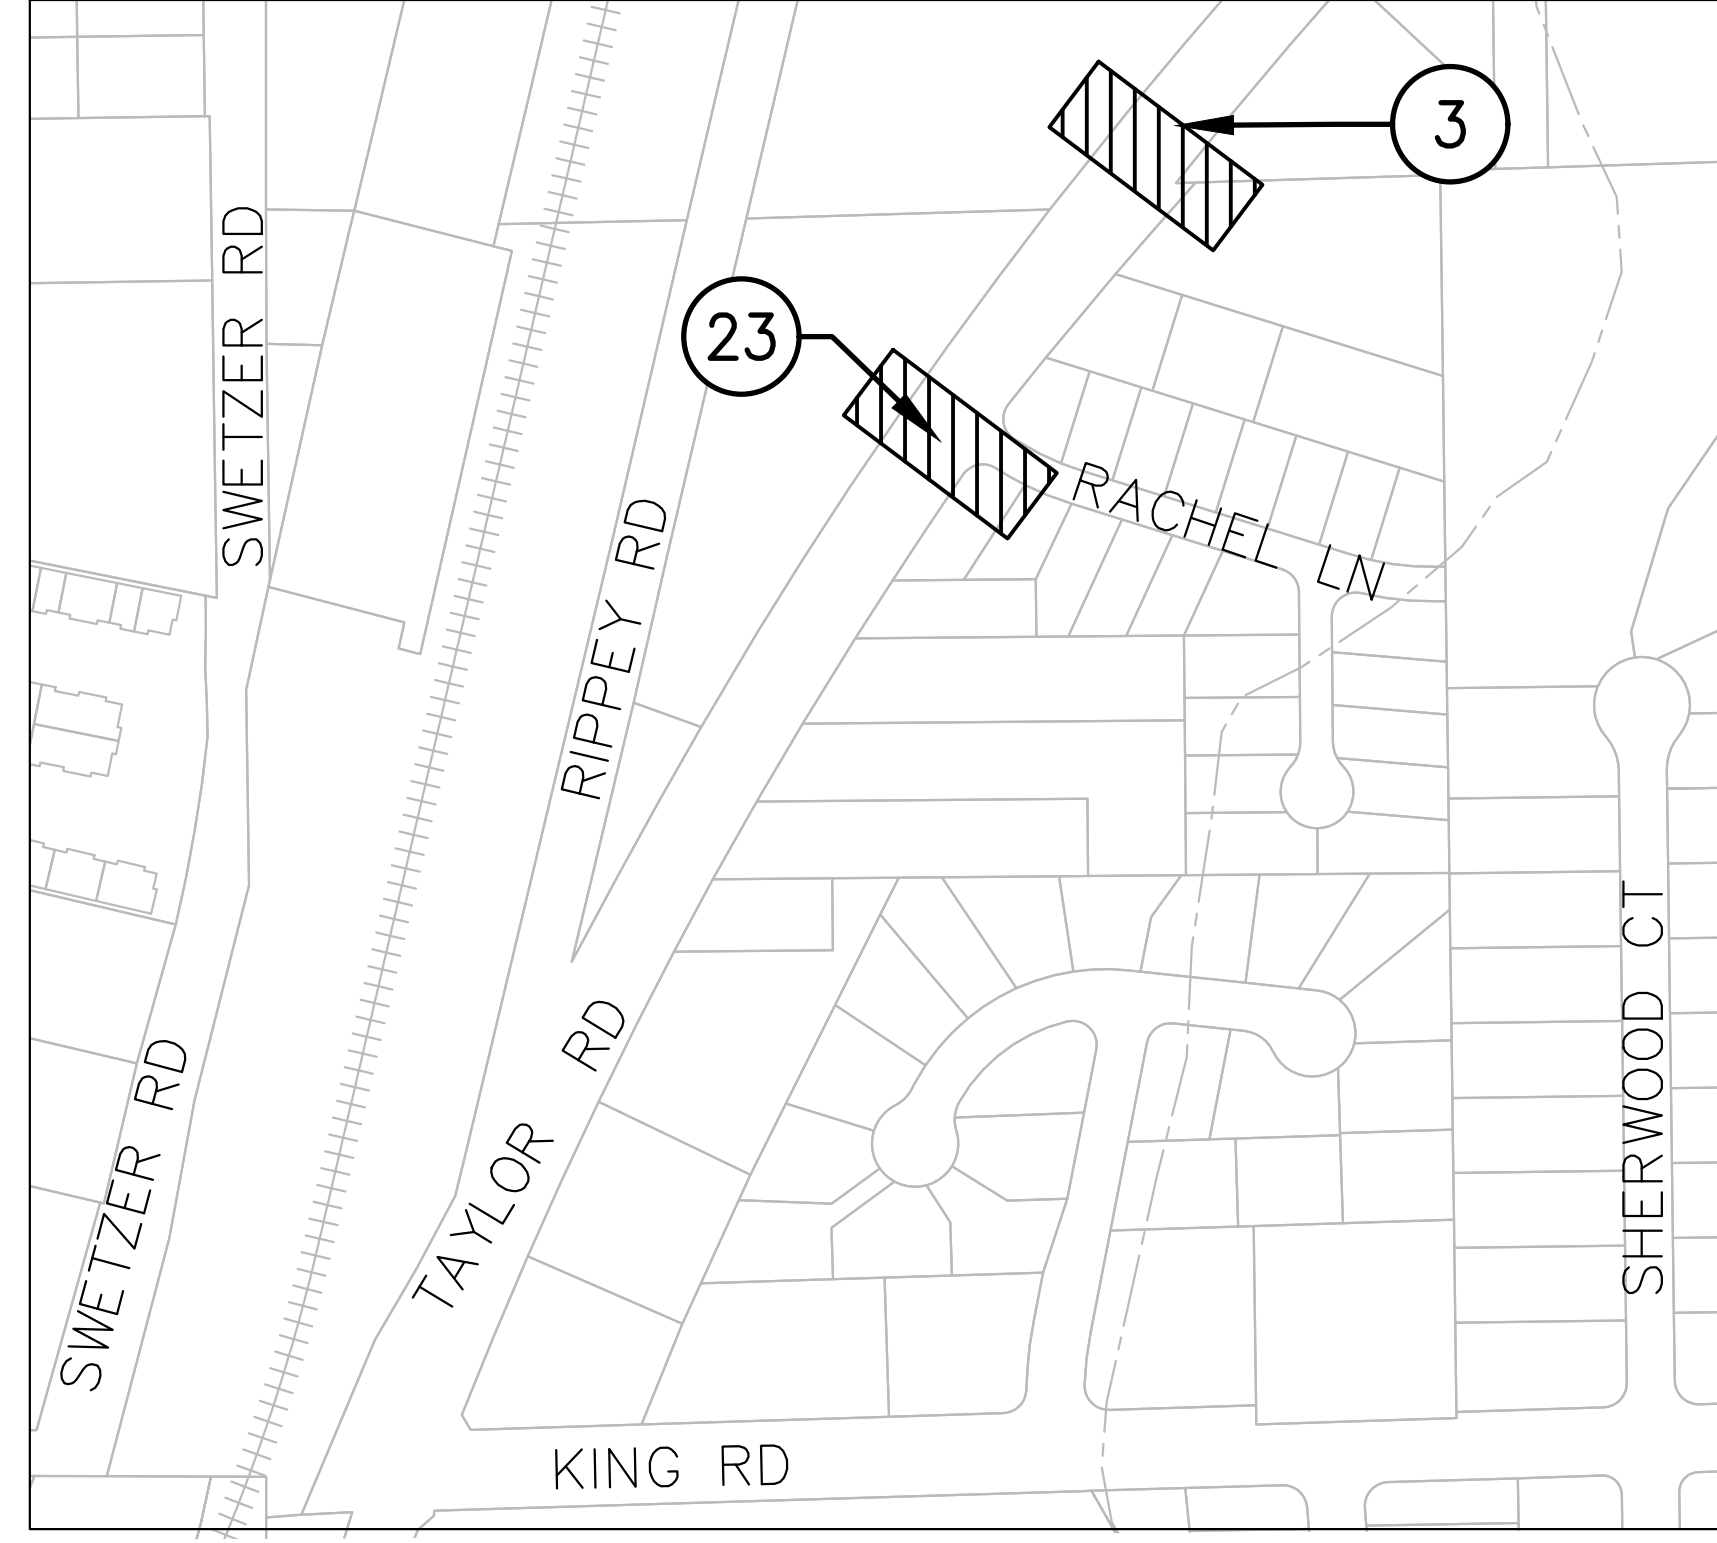 3
SWETZER RD
23
RACHEL LN
RIPPEY RD
SHERWOOD CT
TAYLOR RD
SWETZER RD
KING RD